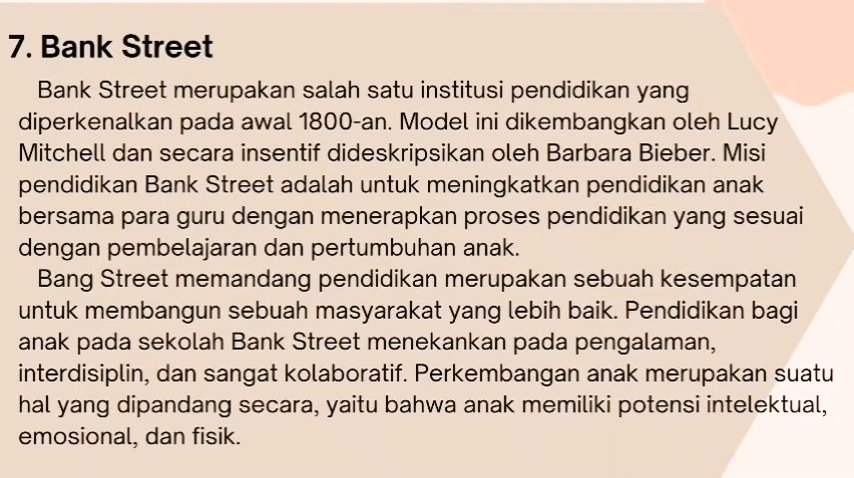 7. Bank Street
Bank Street merupakan salah satu institusi pendidikan yang
diperkenalkan pada awal 1800-an. Model ini dikembangkan oleh Lucy
Mitchell dan secara insentif dideskripsikan oleh Barbara Bieber. Misi
pendidikan Bank Street adalah untuk meningkatkan pendidikan anak
bersama para guru dengan menerapkan proses pendidikan yang sesuai
dengan pembelajaran dan pertumbuhan anak.
Bang Street memandang pendidikan merupakan sebuah kesempatan
untuk membangun sebuah masyarakat yang lebih baik. Pendidikan bagi
anak pada sekolah Bank Street menekankan pada pengalaman,
interdisiplin, dan sangat kolaboratif. Perkembangan anak merupakan suatu
hal yang dipandang secara, yaitu bahwa anak memiliki potensi intelektual,
emosional, dan fisik.